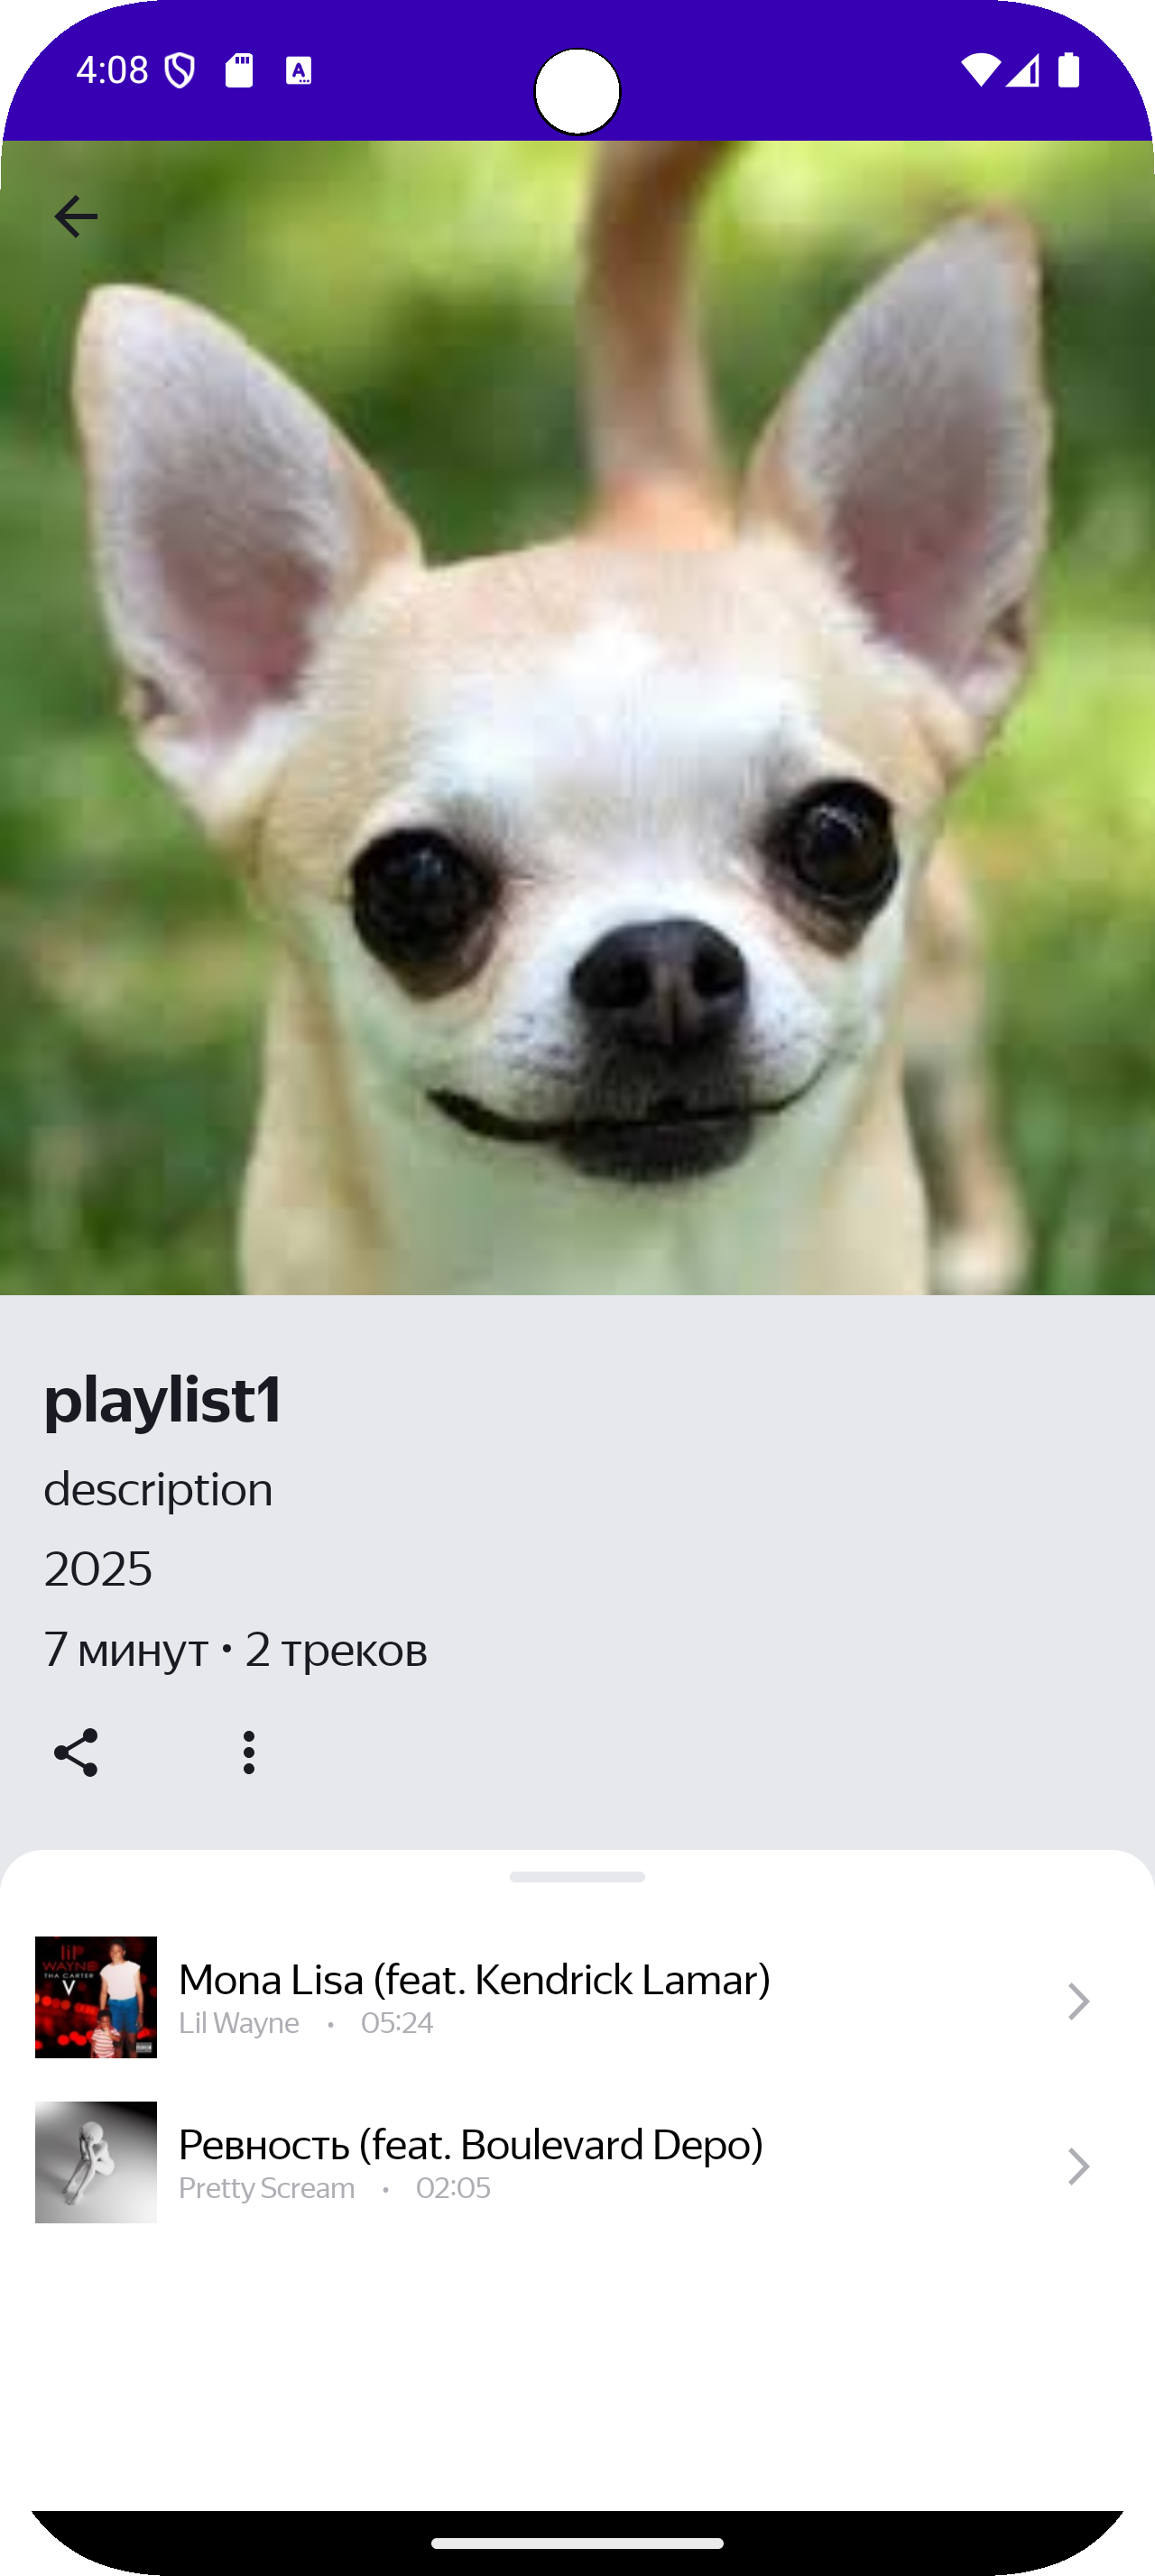 4:08
playlist1
description
2025
7 минут • 2 треков
lil
WAYNE
THA CARTER
V
Mona Lisa (feat. Kendrick Lamar)
Lil Wayne • 05:24
Ревность (feat. Boulevard Depo)
Pretty Scream • 02:05